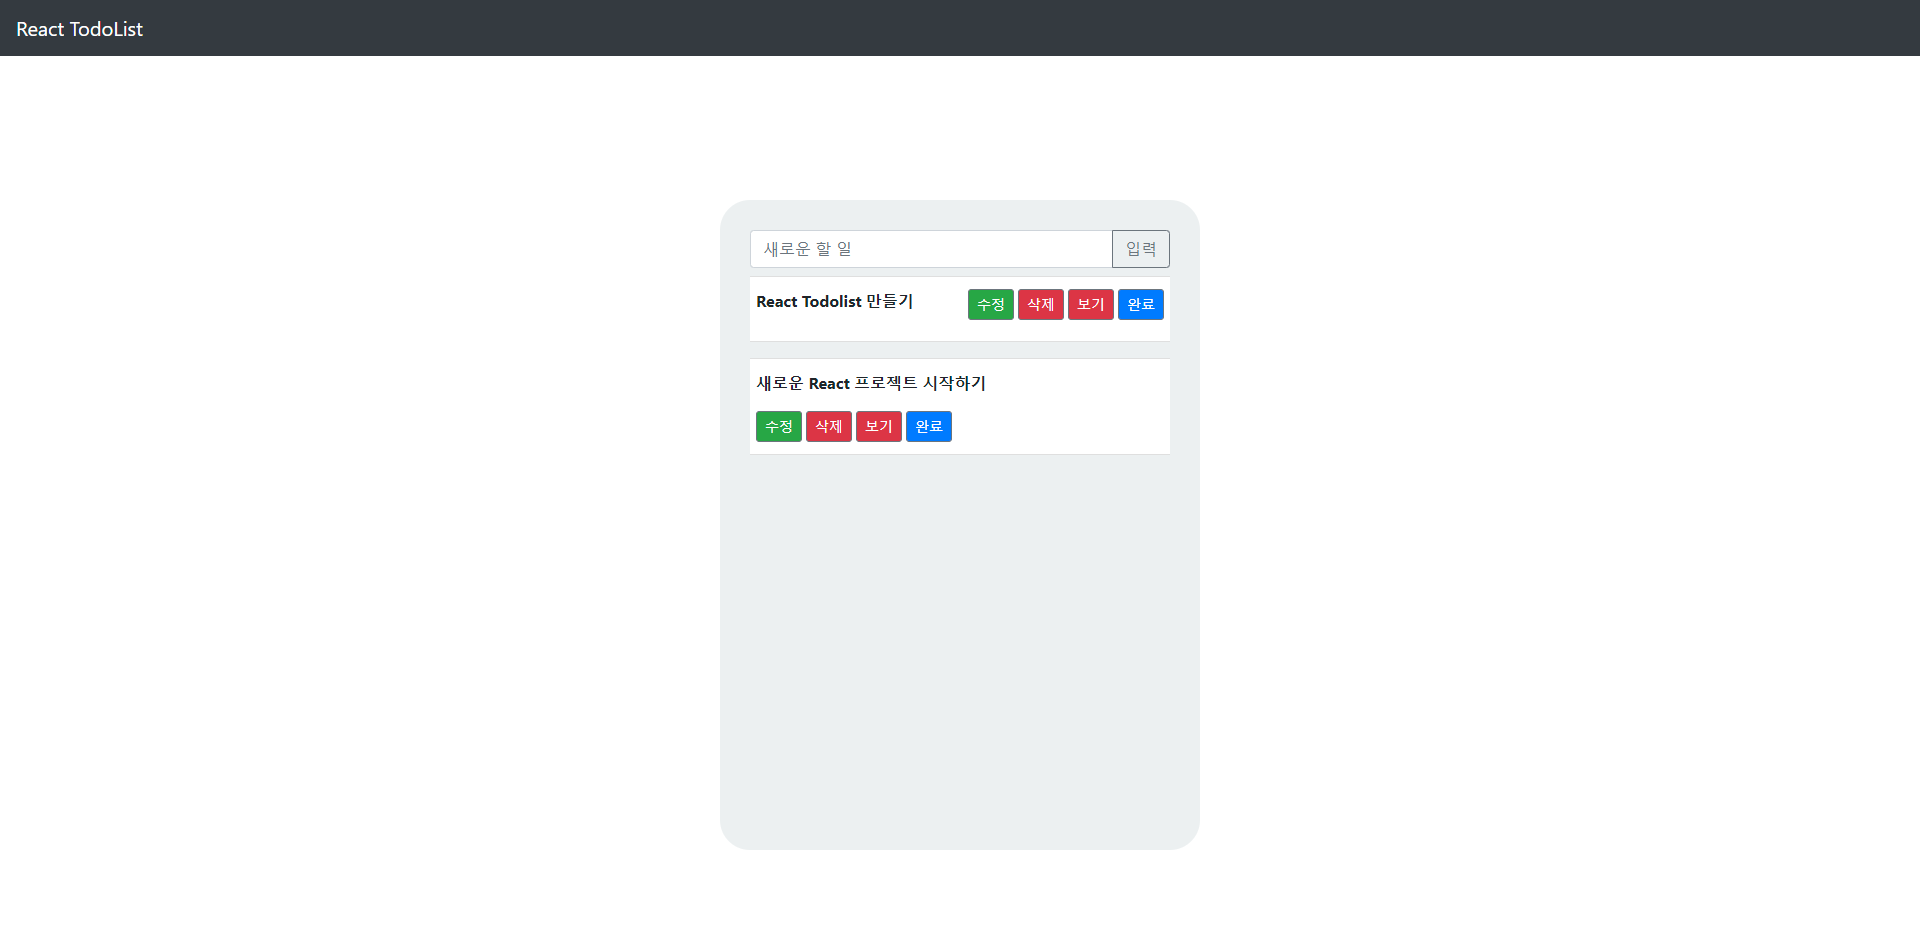 React TodoList
새로운 할 일 입력
React Todolist 만들기 수정 삭제 보기 완료
새로운 React 프로젝트 시작하기
수정 삭제 보기 완료